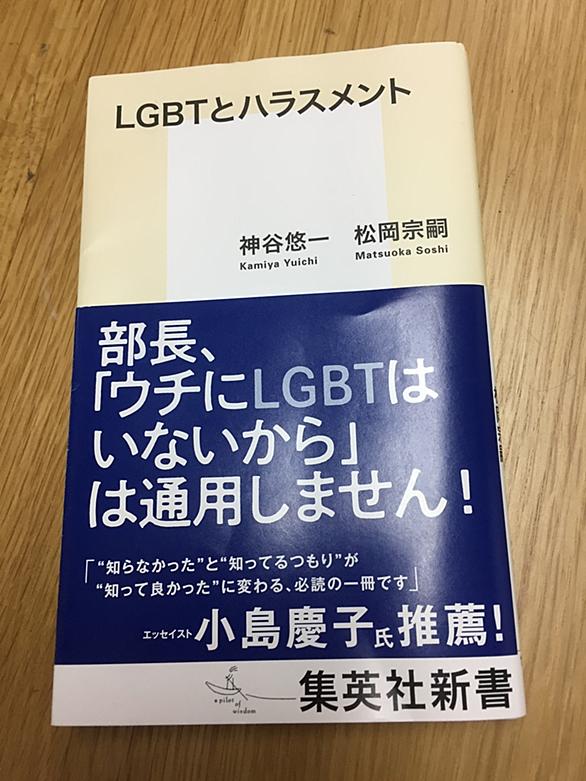 LGBTとハラスメント
神谷悠一 松岡宗嗣
Kamiya Yuichi Matsuoka Soshi
部長、
「ウチにLGBTは
いないから」
は通用しません!
「“知らなかった”と“知ってるつもり”が
“知って良かった”に変わる、必読の一冊です」
エッセイスト 小島慶子氏推薦!
a pilot of wisdom
集英社新書